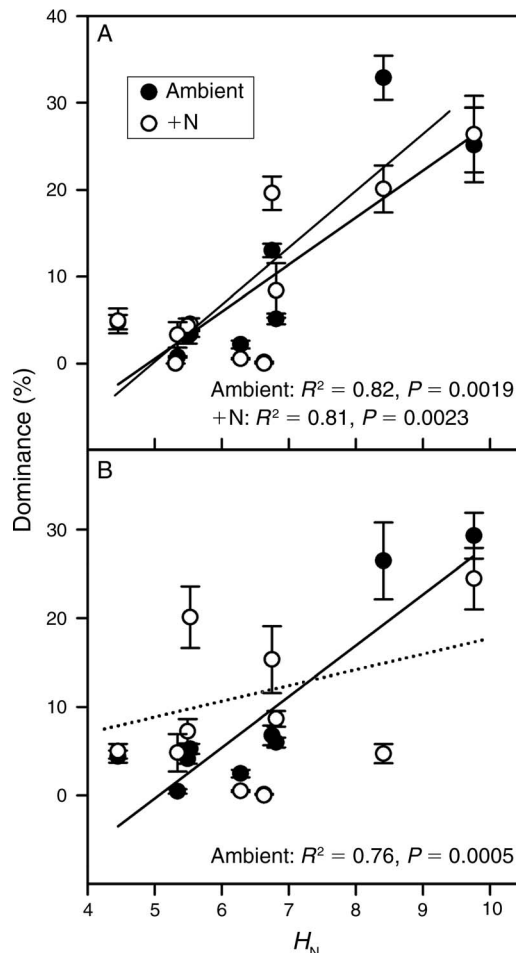 A
40
30
20
10
0
Ambient
+N
Ambient: R² = 0.82, P = 0.0019
+N: R² = 0.81, P = 0.0023
Dominance (%)
B
30
20
10
0
Ambient: R² = 0.76, P = 0.0005
4 5 6 7 8 9 10
H_N